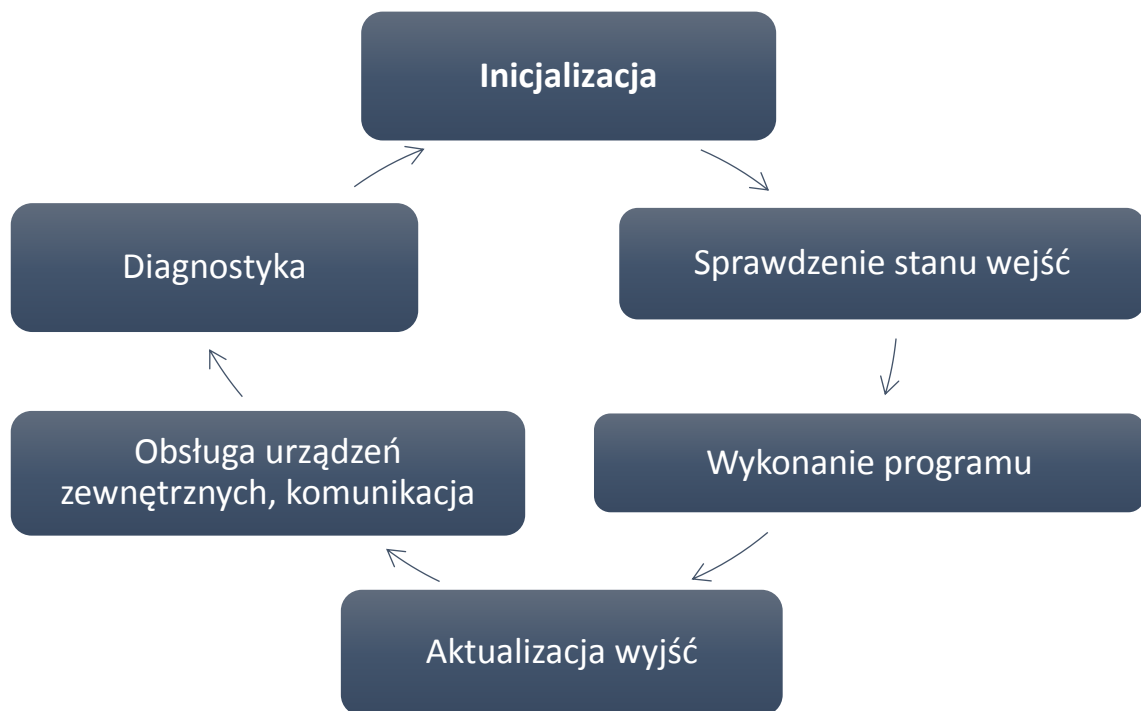 Inicjalizacja
Sprawdzenie stanu wejść
Wykonanie programu
Aktualizacja wyjść
Obsługa urządzeń
zewnętrznych, komunikacja
Diagnostyka